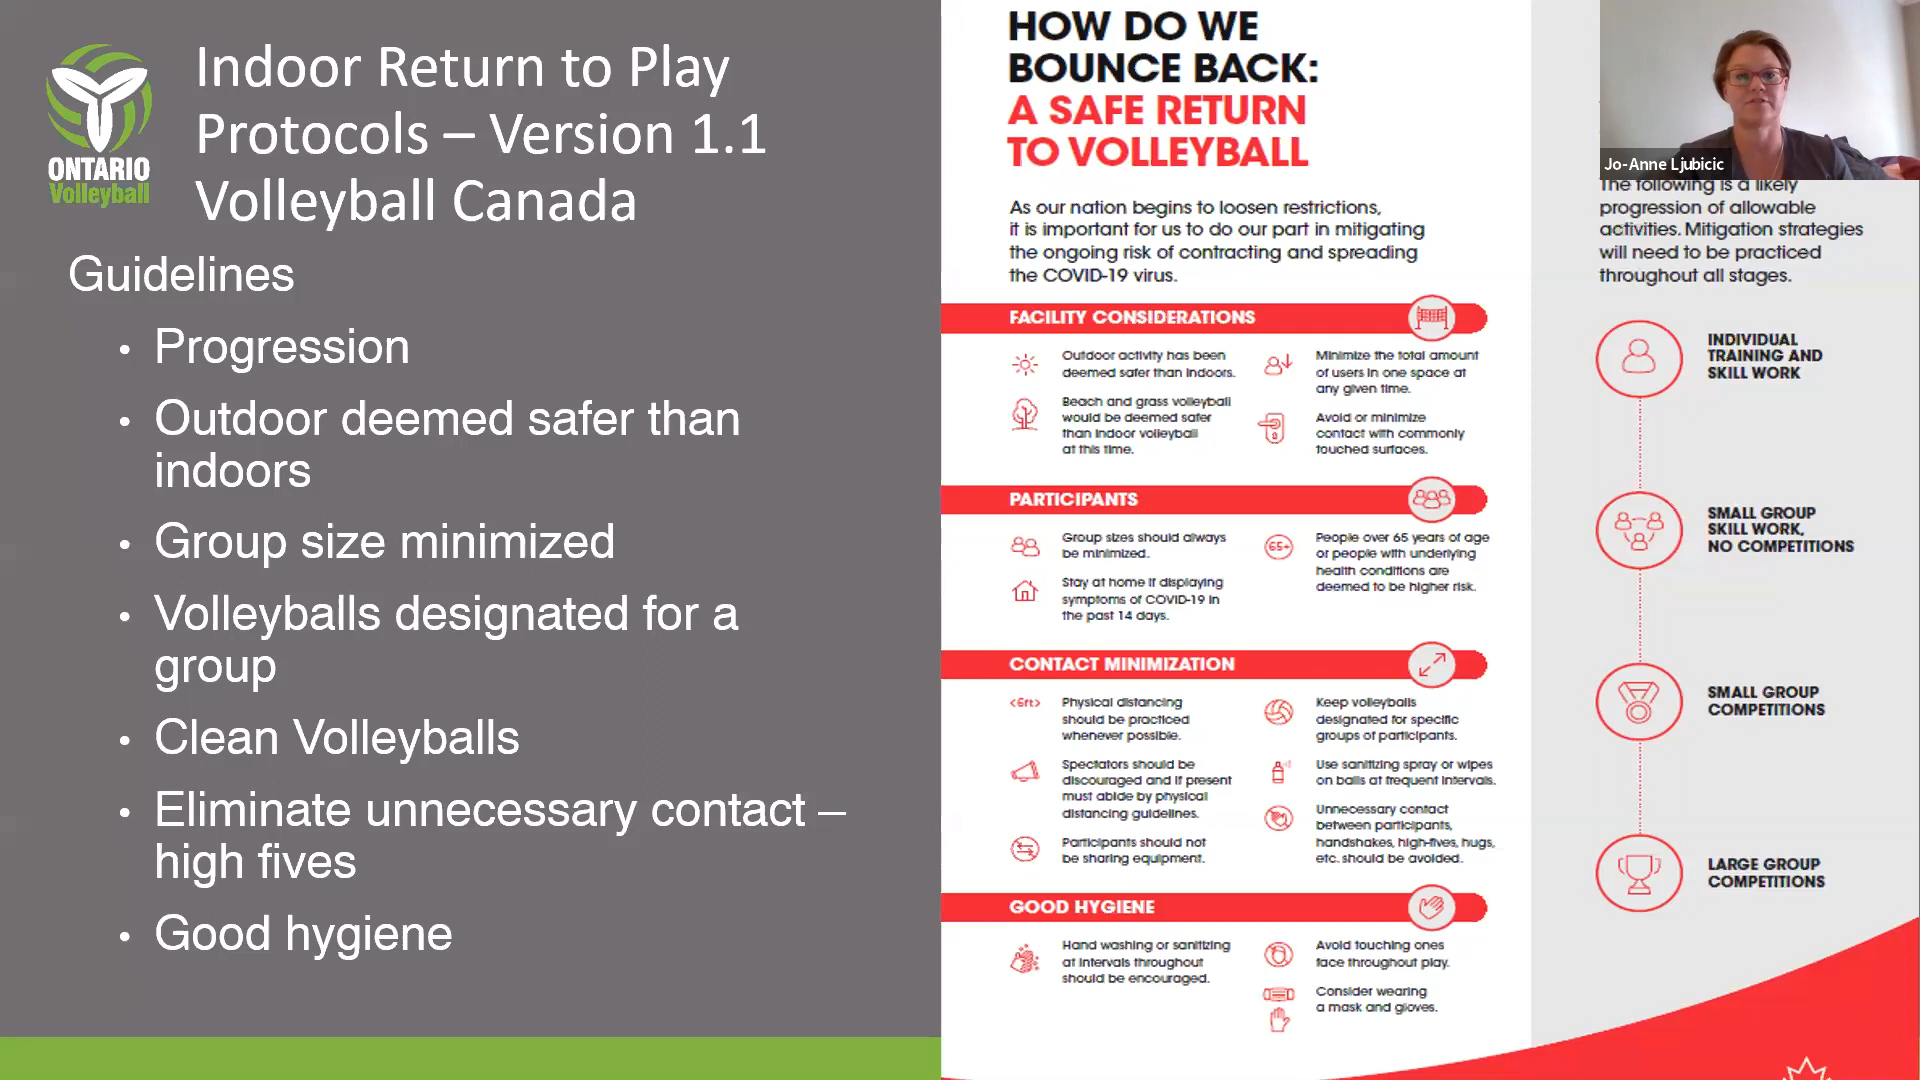 ONTARIO
Volleyball
Indoor Return to Play
Protocols – Version 1.1
Volleyball Canada
Guidelines
• Progression
• Outdoor deemed safer than
indoors
• Group size minimized
• Volleyballs designated for a
group
• Clean Volleyballs
• Eliminate unnecessary contact –
high fives
• Good hygiene
HOW DO WE
BOUNCE BACK:
A SAFE RETURN
TO VOLLEYBALL
As our nation begins to loosen restrictions,
it is important for us to do our part in mitigating
the ongoing risk of contracting and spreading
the COVID-19 virus.
FACILITY CONSIDERATIONS
Outdoor activity has been
deemed safer than indoors.
Beach and grass volleyball
would be deemed safer
than indoor volleyball
at this time.
Minimize the total amount
of users in one space at
any given time.
Avoid or minimize
contact with commonly
touched surfaces.
PARTICIPANTS
Group sizes should always
be minimized.
Stay at home if displaying
symptoms of COVID-19 in
the past 14 days.
65+
People over 65 years of age
or people with underlying
health conditions are
deemed to be higher risk.
CONTACT MINIMIZATION
<6ft>
Physical distancing
should be practiced
whenever possible.
Spectators should be
discouraged and if present
must abide by physical
distancing guidelines.
Participants should not
be sharing equipment.
Keep volleyballs
designated for specific
groups of participants.
Use sanitizing spray or wipes
on balls at frequent intervals.
Unnecessary contact
between participants,
handshakes, high-fives, hugs,
etc. should be avoided.
GOOD HYGIENE
Hand washing or sanitizing
at intervals throughout
should be encouraged.
Avoid touching ones
face throughout play.
Consider wearing
a mask and gloves.
Jo-Anne Ljubicic
The following is a likely
progression of allowable
activities. Mitigation strategies
will need to be practiced
throughout all stages.
INDIVIDUAL
TRAINING AND
SKILL WORK
SMALL GROUP
SKILL WORK,
NO COMPETITIONS
SMALL GROUP
COMPETITIONS
LARGE GROUP
COMPETITIONS